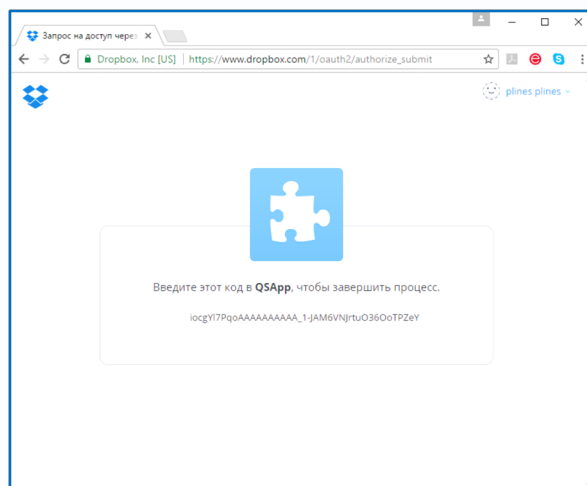 Запрос на доступ через
Dropbox, Inc [US] https://www.dropbox.com/1/oauth2/authorize_submit
plines plines
Введите этот код в QSApp, чтобы завершить процесс.
iocgYl7PqoAAAAAAAAAA_1-JAM6VNJrtuO36OoTPZeY